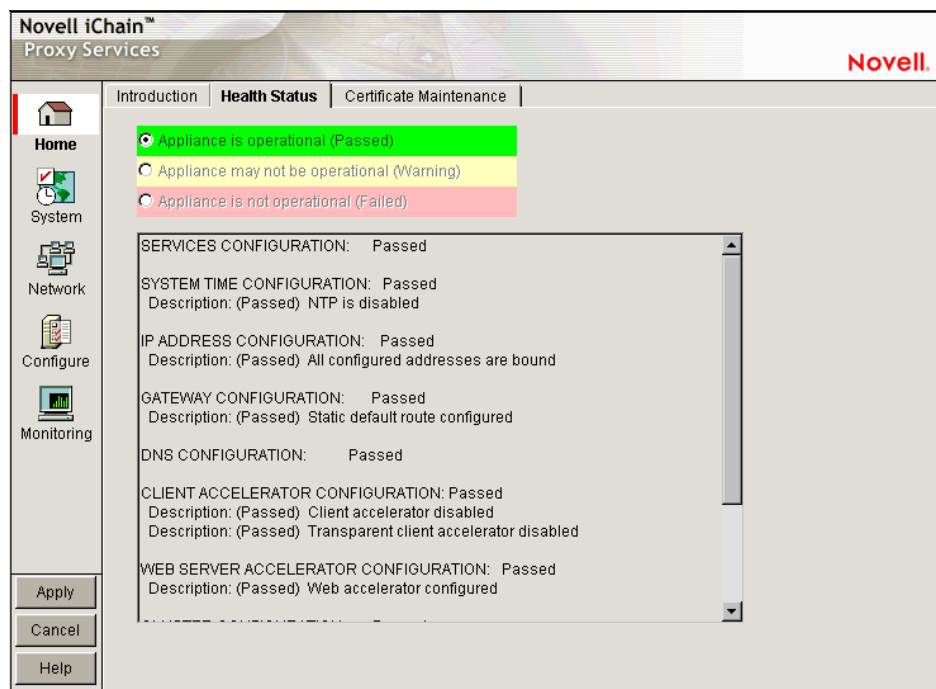 Novell iChain™
Proxy Services
Novell.
Introduction
Health Status
Certificate Maintenance
Home
System
Network
Configure
Monitoring
Apply
Cancel
Help
Appliance is operational (Passed)
Appliance may not be operational (Warning)
Appliance is not operational (Failed)
SERVICES CONFIGURATION: Passed
SYSTEM TIME CONFIGURATION: Passed
Description: (Passed) NTP is disabled
IP ADDRESS CONFIGURATION: Passed
Description: (Passed) All configured addresses are bound
GATEWAY CONFIGURATION: Passed
Description: (Passed) Static default route configured
DNS CONFIGURATION: Passed
CLIENT ACCELERATOR CONFIGURATION: Passed
Description: (Passed) Client accelerator disabled
Description: (Passed) Transparent client accelerator disabled
WEB SERVER ACCELERATOR CONFIGURATION: Passed
Description: (Passed) Web accelerator configured